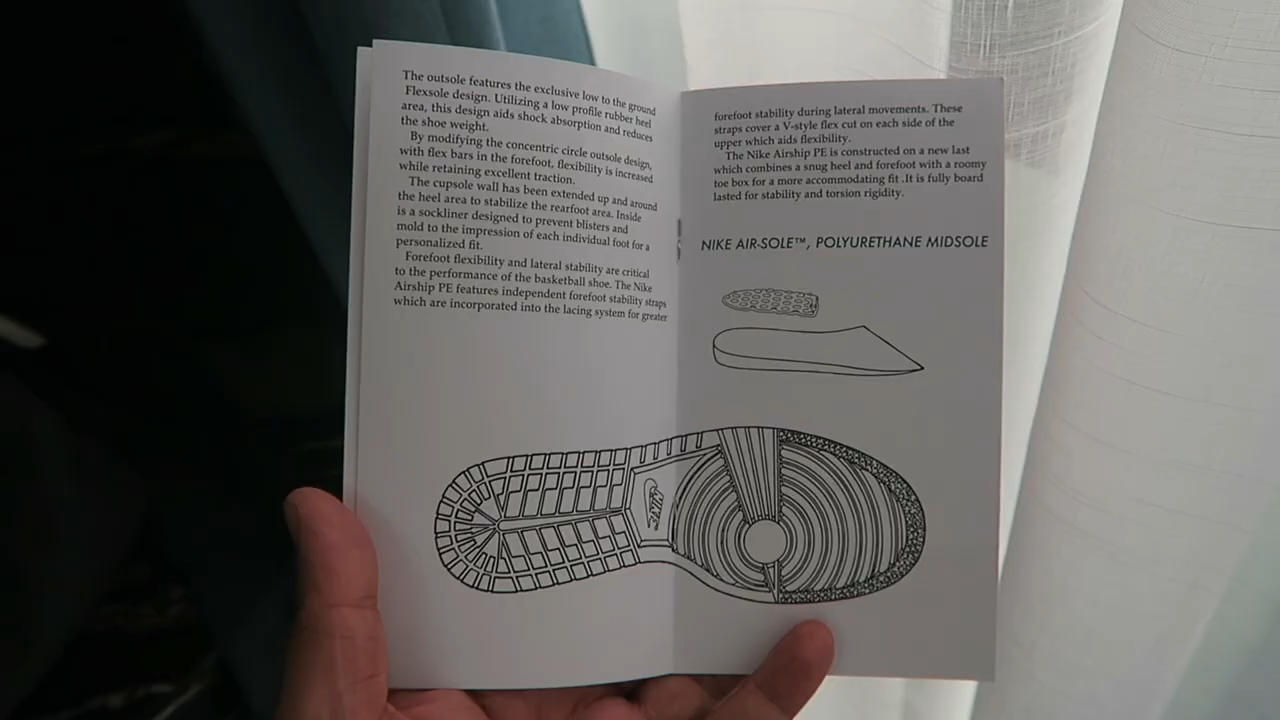 The outsole features the exclusive low to the ground
Flexsole design. Utilizing a low profile rubber heel
area, this design aids shock absorption and reduces
the shoe weight.
By modifying the concentric circle outsole design,
with flex bars in the forefoot, flexibility is increased
while retaining excellent traction.
The cupsole wall has been extended up and around
the heel area to stabilize the rearfoot area. Inside
is a sockliner designed to prevent blisters and
mold to the impression of each individual foot for a
personalized fit.
Forefoot flexibility and lateral stability are critical
to the performance of the basketball shoe. The Nike
Airship PE features independent forefoot stability straps
which are incorporated into the lacing system for greater
forefoot stability during lateral movements. These
straps cover a V-style flex cut on each side of the
upper which aids flexibility.
The Nike Airship PE is constructed on a new last
which combines a snug heel and forefoot with a roomy
toe box for a more accommodating fit .It is fully board
lasted for stability and torsion rigidity.
NIKE AIR-SOLE™, POLYURETHANE MIDSOLE
NIKE